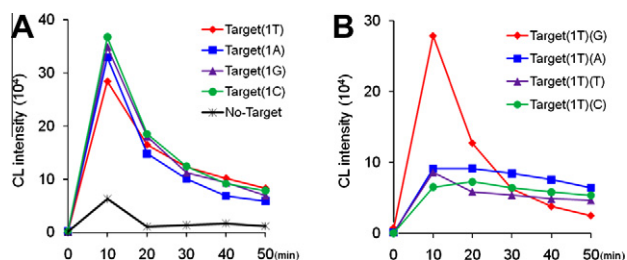 A
CL intensity (10⁴)
40
30
20
10
0
0 10 20 30 40 50(min)
Target(1T)
Target(1A)
Target(1G)
Target(1C)
No-Target
B
CL intensity (10⁴)
30
20
10
0
0 10 20 30 40 50(min)
Target(1T)(G)
Target(1T)(A)
Target(1T)(T)
Target(1T)(C)